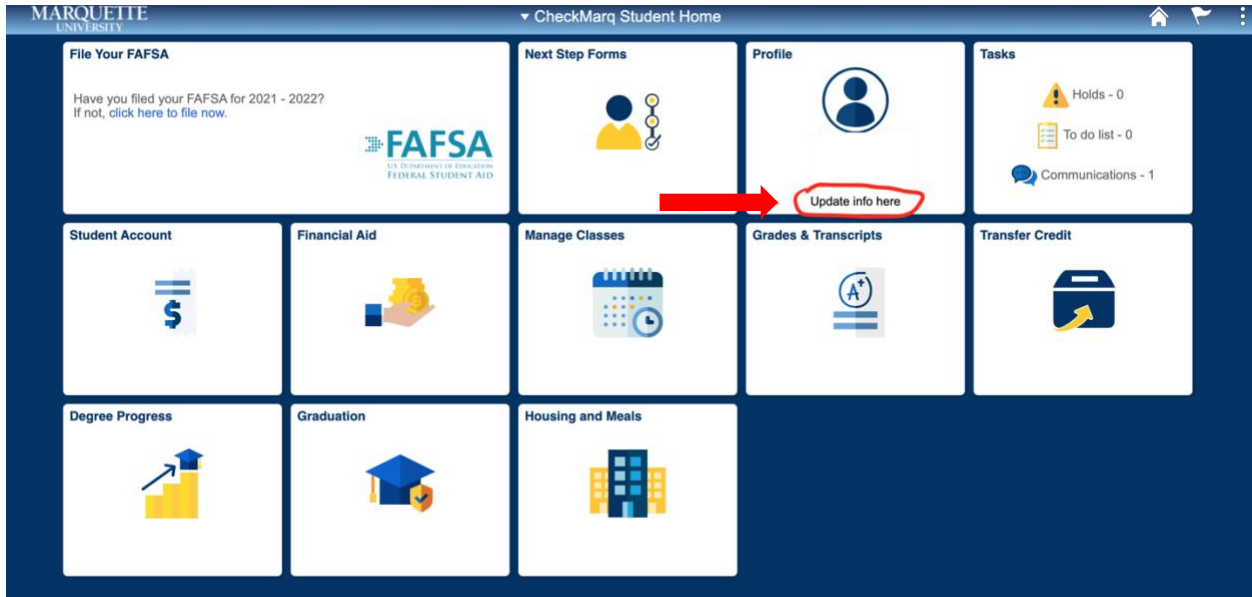 MARQUETTE
UNIVERSITY
CheckMarq Student Home
File Your FAFSA
Have you filed your FAFSA for 2021 - 2022?
If not, click here to file now.
FAFSA
U.S. DEPARTMENT OF EDUCATION
FEDERAL STUDENT AID
Next Step Forms
Profile
Update info here
Tasks
Holds - 0
To do list - 0
Communications - 1
Student Account
$
Financial Aid
Manage Classes
Grades & Transcripts
A+
Transfer Credit
Degree Progress
Graduation
Housing and Meals